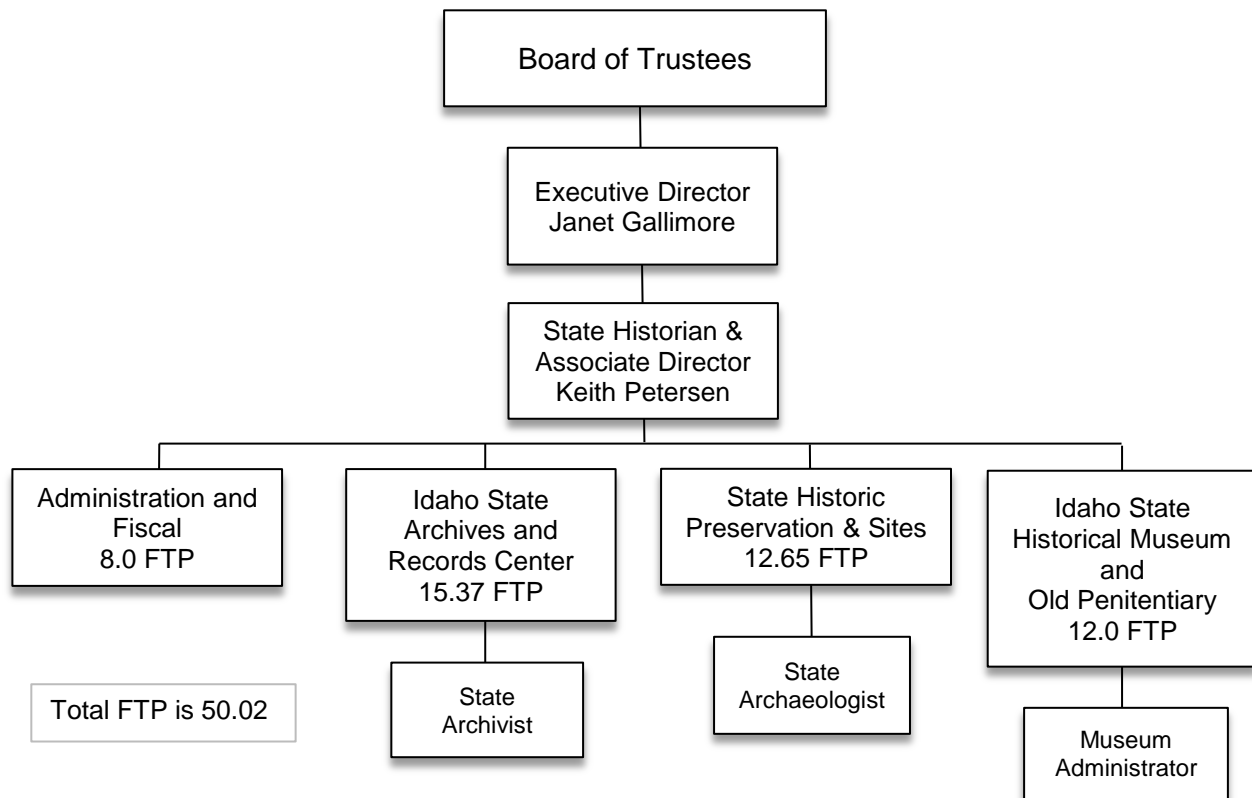 Board of Trustees
Executive Director
Janet Gallimore
State Historian &
Associate Director
Keith Petersen
Administration and
Fiscal
8.0 FTP
Idaho State
Archives and
Records Center
15.37 FTP
State Historic
Preservation & Sites
12.65 FTP
Idaho State
Historical Museum
and
Old Penitentiary
12.0 FTP
State
Archivist
State
Archaeologist
Museum
Administrator
Total FTP is 50.02